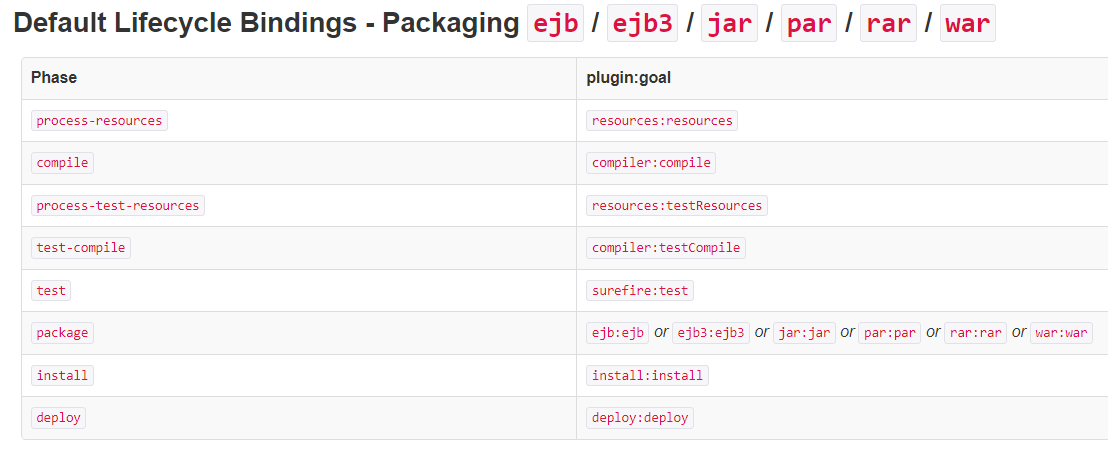 Default Lifecycle Bindings - Packaging ejb / ejb3 / jar / par / rar / war
Phase plugin:goal
process-resources resources:resources
compile compiler:compile
process-test-resources resources:testResources
test-compile compiler:testCompile
test surefire:test
package ejb:ejb or ejb3:ejb3 or jar:jar or par:par or rar:rar or war:war
install install:install
deploy deploy:deploy